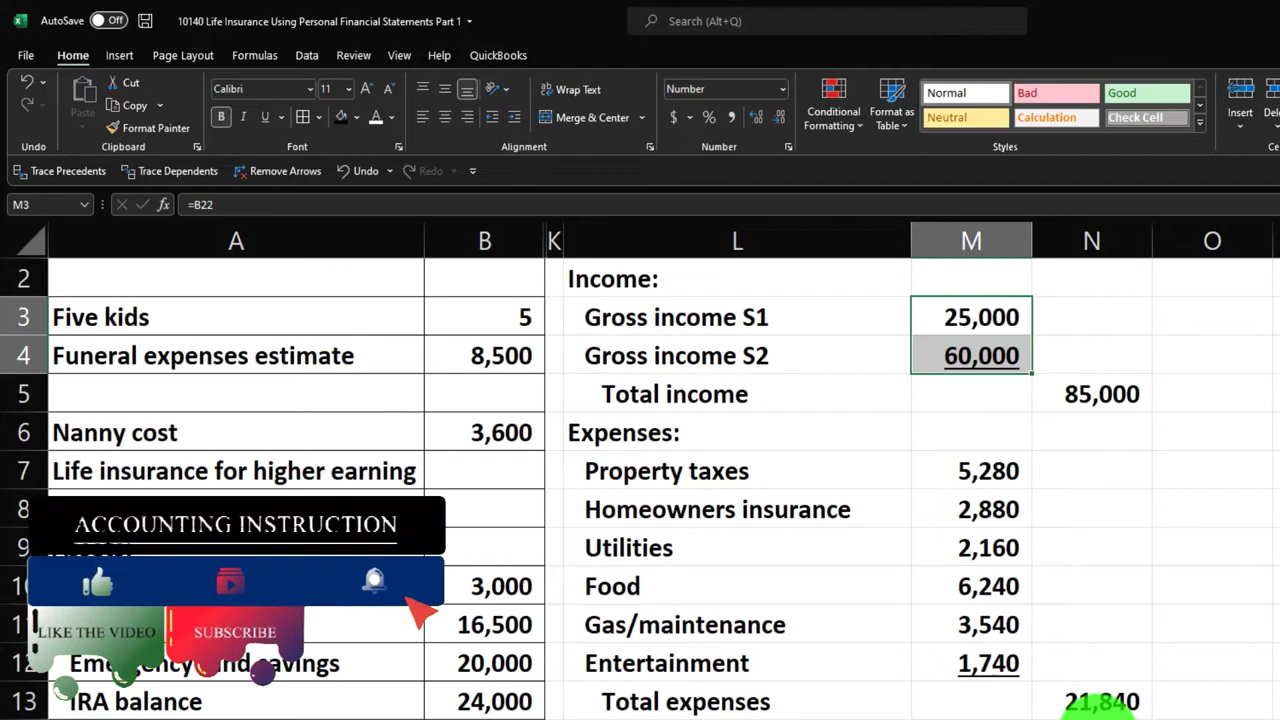 AutoSave Off 10140 Life Insurance Using Personal Financial Statements Part 1 Search (Alt+Q)
File Home Insert Page Layout Formulas Data Review View Help QuickBooks
Paste Cut Copy Format Painter
Calibri 11 B I U A
Wrap Text Merge & Center
Number $ %
Conditional Formatting Format as Table
Normal Bad Good
Neutral Calculation Check Cell
Insert
Undo Clipboard Font Alignment Number Styles
Trace Precedents Trace Dependents Remove Arrows Undo Redo
M3 fx =B22
A B K L M N O
2 Income:
3 Five kids 5 Gross income S1 25,000
4 Funeral expenses estimate 8,500 Gross income S2 60,000
5 Total income 85,000
6 Nanny cost 3,600 Expenses:
7 Life insurance for higher earning Property taxes 5,280
8 Homeowners insurance 2,880
9 Utilities 2,160
10 3,000 Food 6,240
11 16,500 Gas/maintenance 3,540
12 savings 20,000 Entertainment 1,740
13 IRA balance 24,000 Total expenses 21,840
ACCOUNTING INSTRUCTION
LIKE THE VIDEO SUBSCRIBE